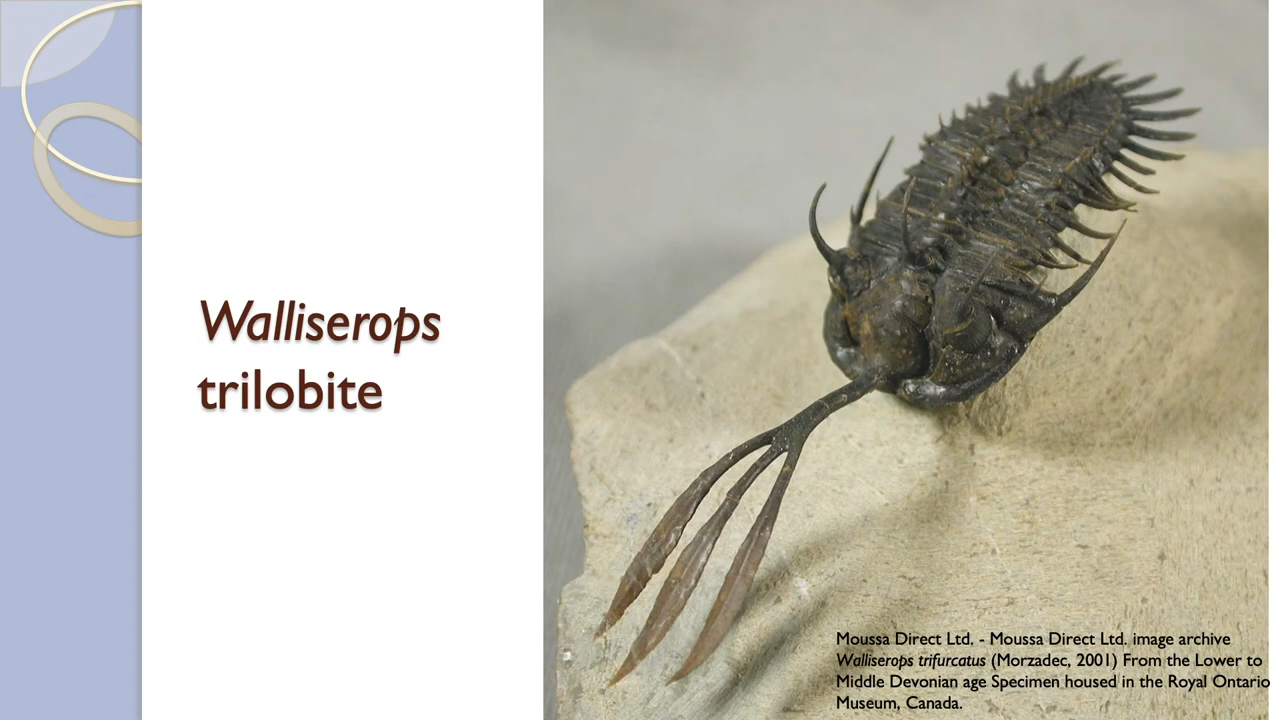 Walliserops
trilobite
Moussa Direct Ltd. - Moussa Direct Ltd. image archive
Walliserops trifurcatus (Morzadec, 2001) From the Lower to
Middle Devonian age Specimen housed in the Royal Ontario
Museum, Canada.